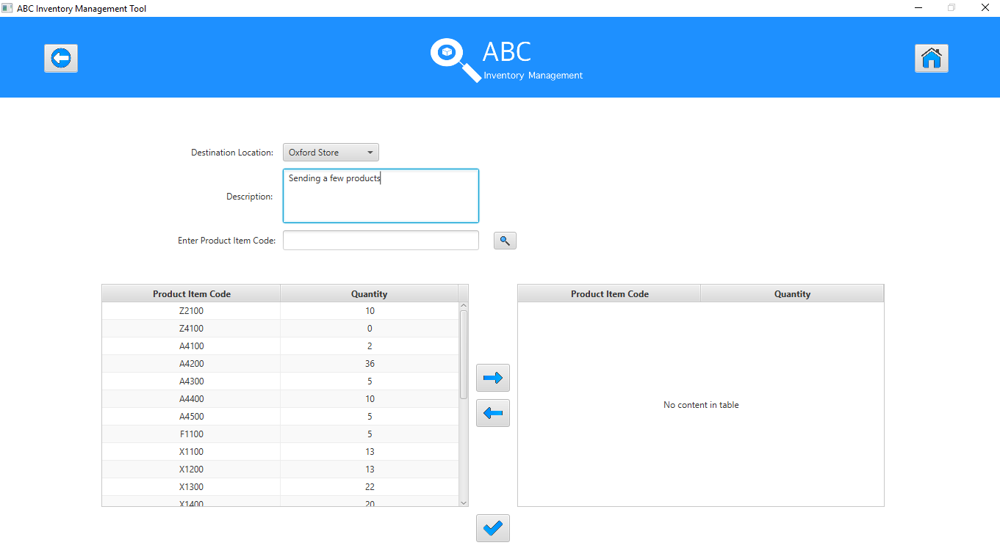 ABC Inventory Management Tool
ABC
Inventory Management
Destination Location: Oxford Store
Description: Sending a few products
Enter Product Item Code:
Product Item Code Quantity
Z2100 10
Z4100 0
A4100 2
A4200 36
A4300 5
A4400 10
A4500 5
F1100 5
X1100 13
X1200 13
X1300 22
X1400 20
Product Item Code Quantity
No content in table